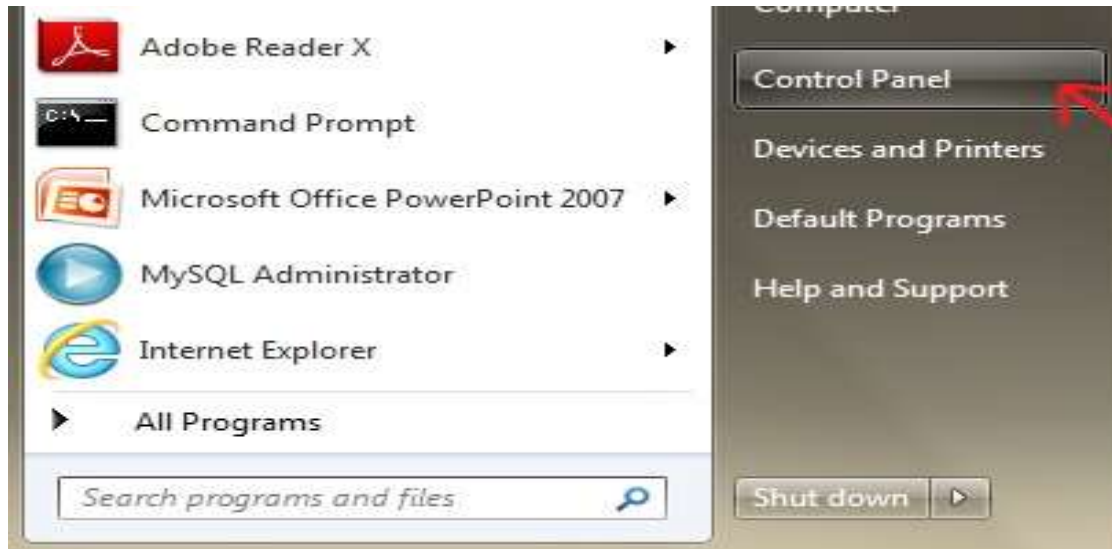 Adobe Reader X
Command Prompt
C:\
Microsoft Office PowerPoint 2007
MySQL Administrator
Internet Explorer
All Programs
Search programs and files
Computer
Control Panel
Devices and Printers
Default Programs
Help and Support
Shut down